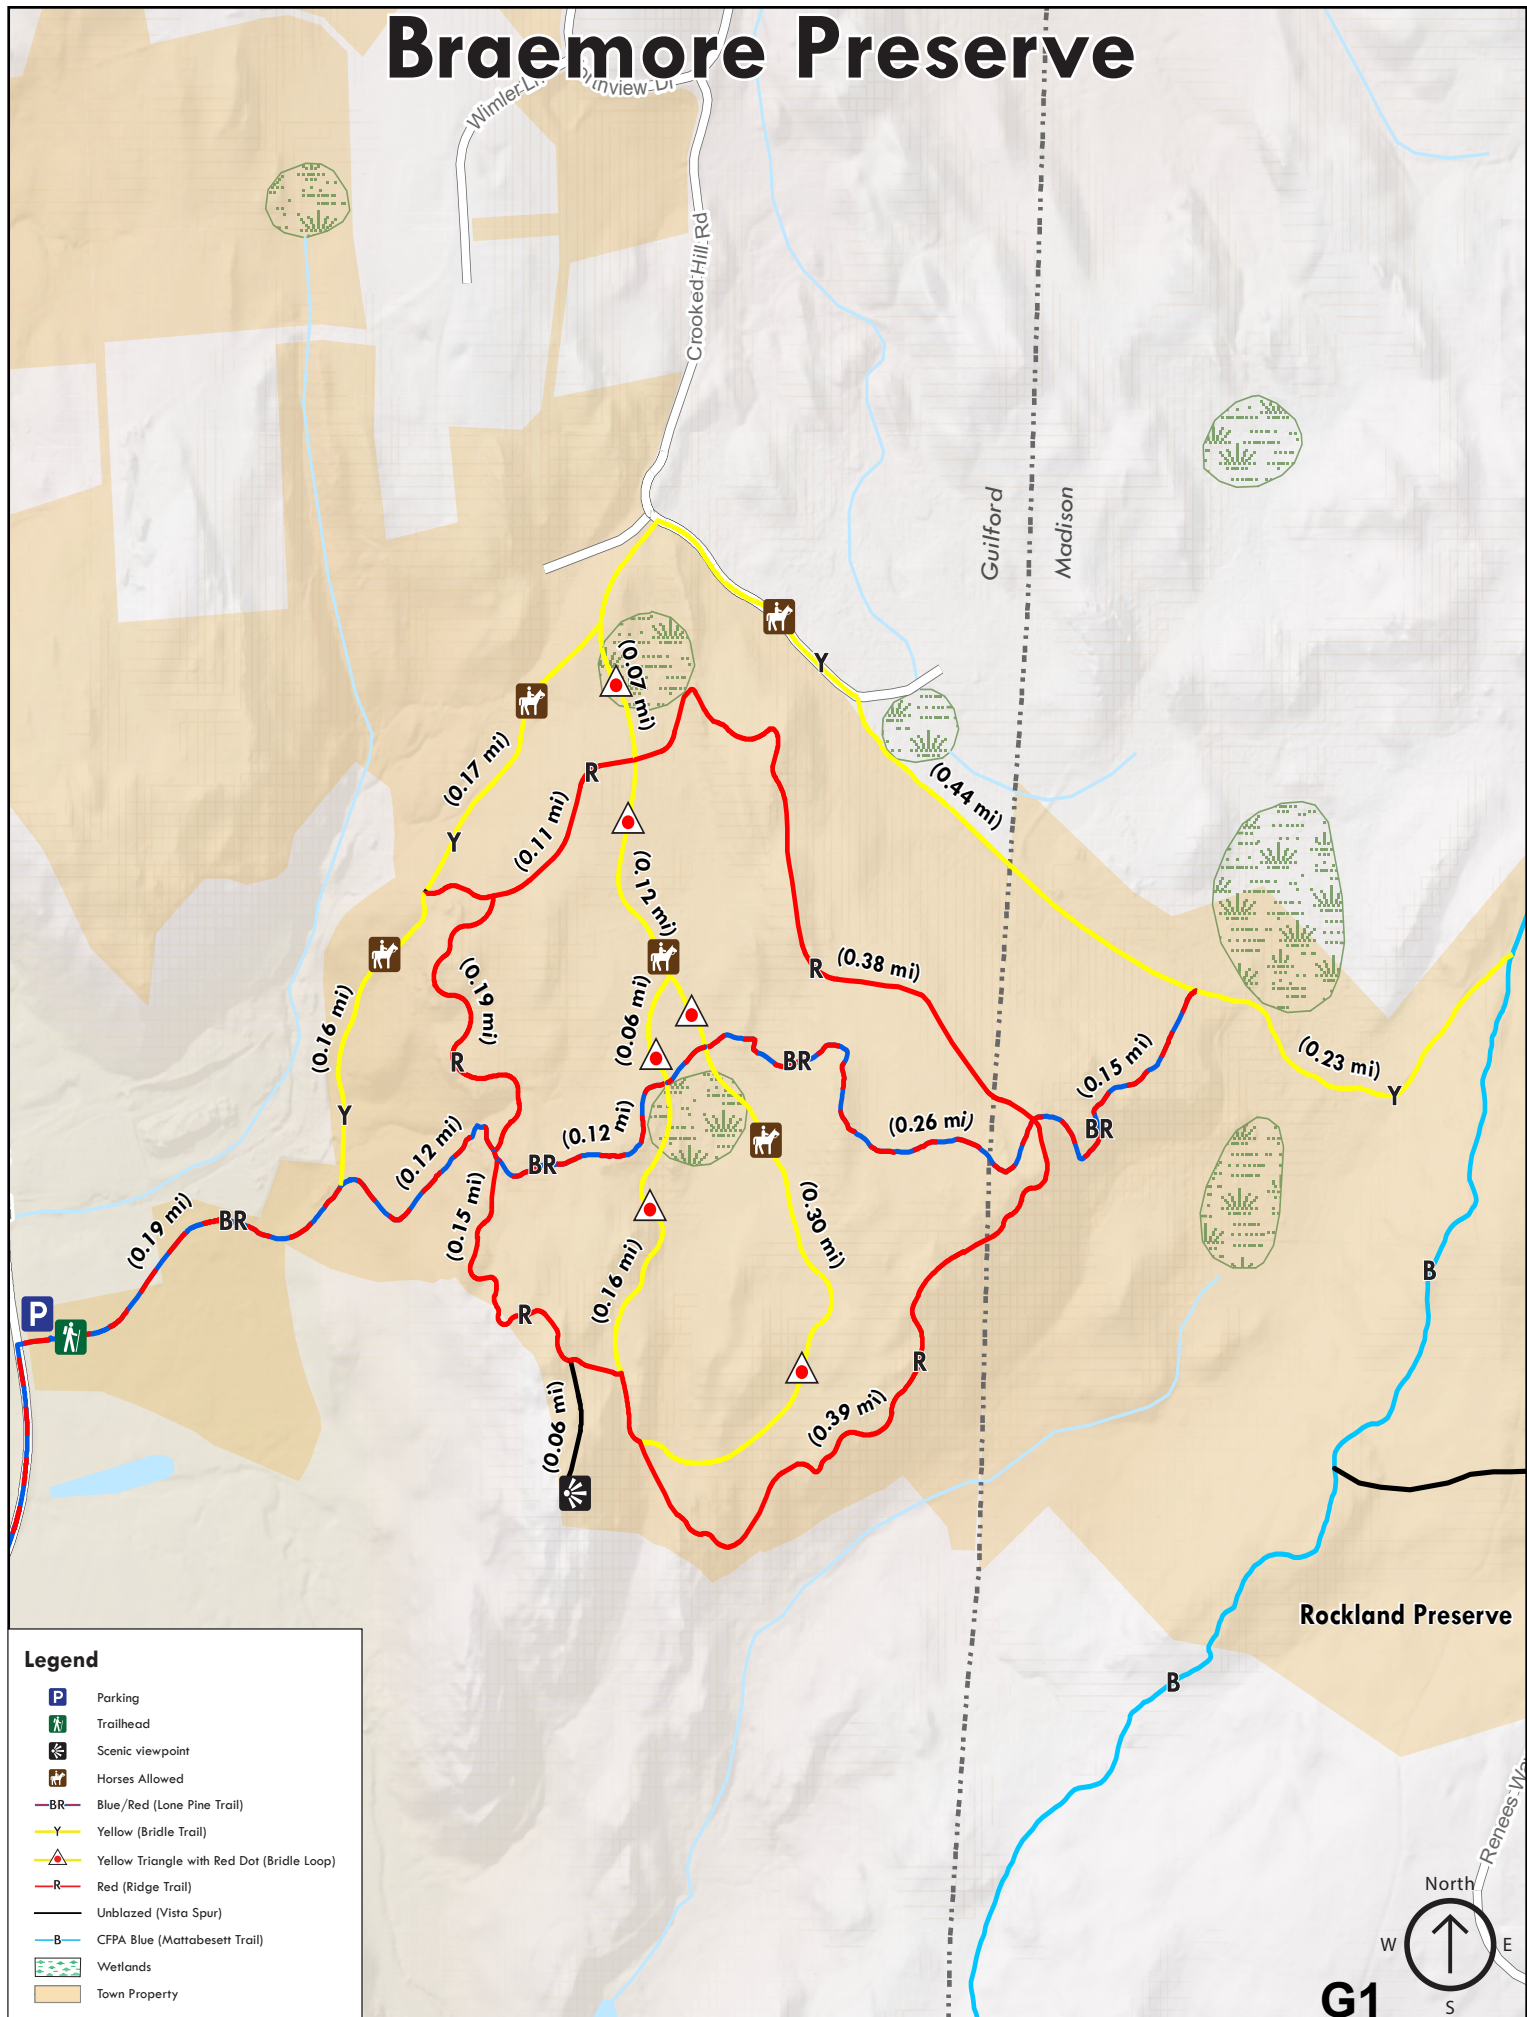 Braemore Preserve
Wimler Ln
orthview Dr
Crooked Hill Rd
Guilford
Madison
(0.07 mi)
Y
(0.17 mi)
R
(0.44 mi)
(0.11 mi)
Y
(0.12 mi)
R
(0.38 mi)
(0.19 mi)
(0.16 mi)
(0.06 mi)
R
BR
(0.15 mi)
(0.23 mi)
Y
Y
(0.12 mi)
(0.12 mi)
(0.26 mi)
BR
BR
(0.19 mi)
BR
(0.15 mi)
(0.30 mi)
(0.16 mi)
B
P
R
R
(0.06 mi)
(0.39 mi)
Rockland Preserve
B
Renees Wa
Legend
P Parking
Trailhead
Scenic viewpoint
Horses Allowed
BR Blue/Red (Lone Pine Trail)
Y Yellow (Bridle Trail)
Yellow Triangle with Red Dot (Bridle Loop)
R Red (Ridge Trail)
Unblazed (Vista Spur)
B CFPA Blue (Mattabesett Trail)
Wetlands
Town Property
North
W
E
S
G1